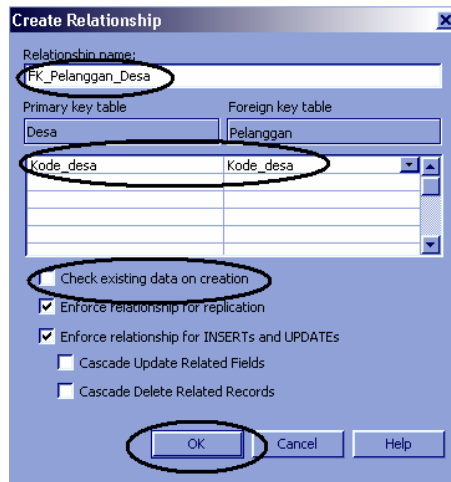 Create Relationship
Relationship name:
FK_Pelanggan_Desa
Primary key table Foreign key table
Desa Pelanggan
Kode_desa Kode_desa
Check existing data on creation
Enforce relationship for replication
Enforce relationship for INSERTs and UPDATEs
Cascade Update Related Fields
Cascade Delete Related Records
OK Cancel Help